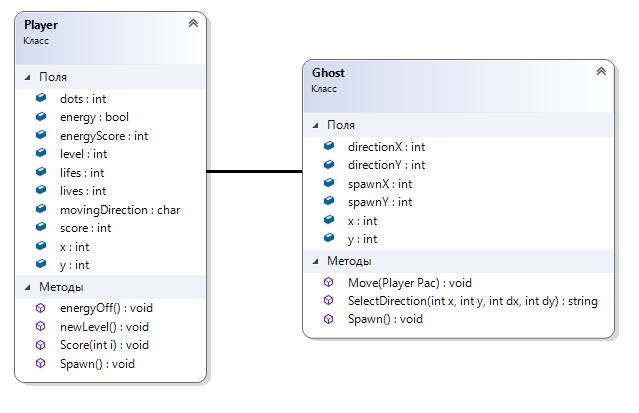 Player
Класс
Поля
dots : int
energy : bool
energyScore : int
level : int
lifes : int
lives : int
movingDirection : char
score : int
x : int
y : int
Методы
energyOff() : void
newLevel() : void
Score(int i) : void
Spawn() : void
Ghost
Класс
Поля
directionX : int
directionY : int
spawnX : int
spawnY : int
x : int
y : int
Методы
Move(Player Pac) : void
SelectDirection(int x, int y, int dx, int dy) : string
Spawn() : void